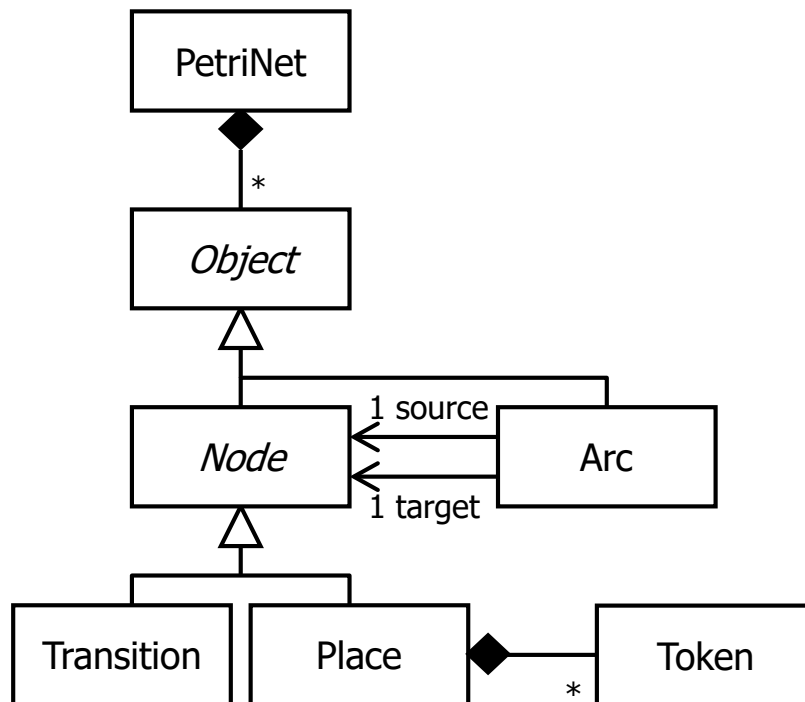 PetriNet
*
Object
1 source
Node
Arc
1 target
Transition
Place
Token
*